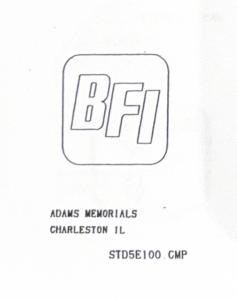 BFI
ADAMS MEMORIALS
CHARLESTON IL
STD5E100.CMP